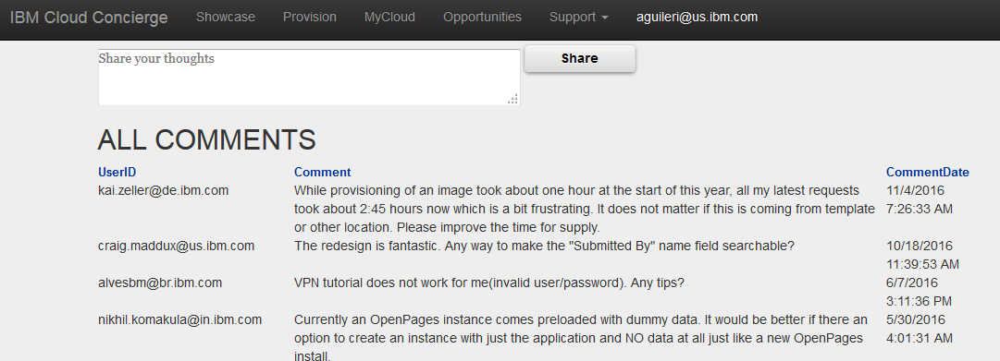 IBM Cloud Concierge Showcase Provision MyCloud Opportunities Support aguileri@us.ibm.com
Share your thoughts Share
ALL COMMENTS
UserID Comment CommentDate
kai.zeller@de.ibm.com While provisioning of an image took about one hour at the start of this year, all my latest requests 11/4/2016
took about 2:45 hours now which is a bit frustrating. It does not matter if this is coming from template 7:26:33 AM
or other location. Please improve the time for supply.
craig.maddux@us.ibm.com The redesign is fantastic. Any way to make the "Submitted By" name field searchable? 10/18/2016
11:39:53 AM
alvesbm@br.ibm.com VPN tutorial does not work for me(invalid user/password). Any tips? 6/7/2016
3:11:36 PM
nikhil.komakula@in.ibm.com Currently an OpenPages instance comes preloaded with dummy data. It would be better if there an 5/30/2016
option to create an instance with just the application and NO data at all just like a new OpenPages 4:01:31 AM
install.